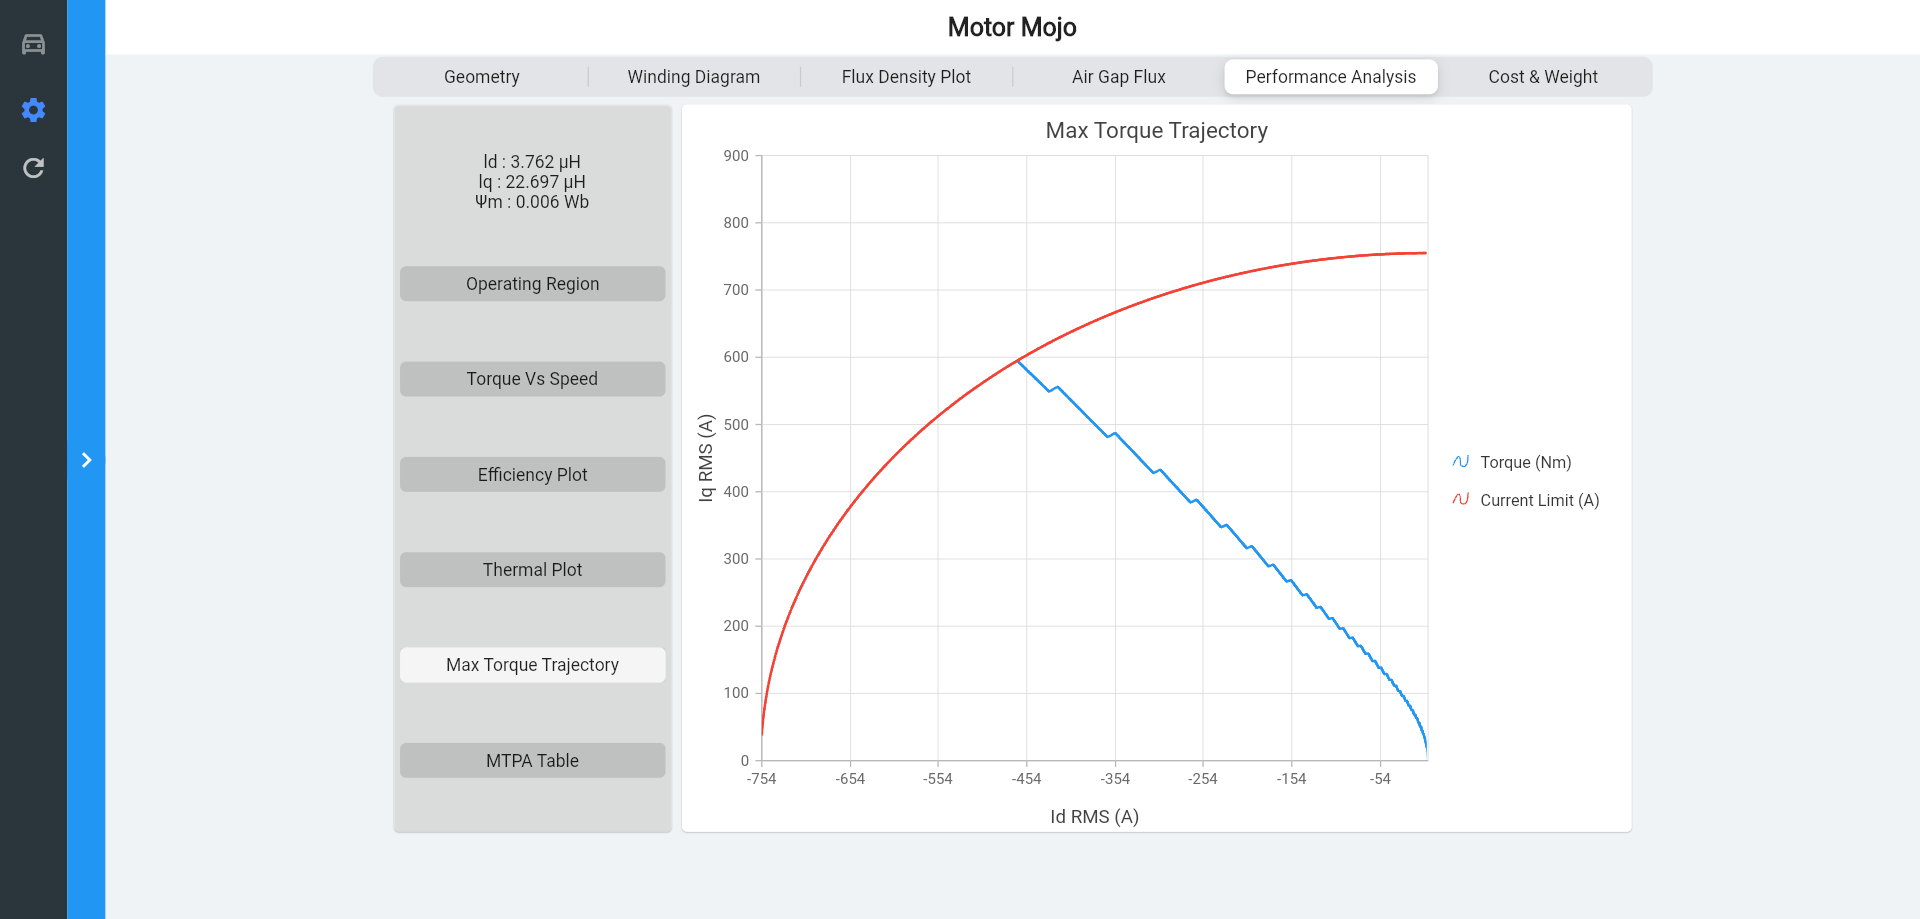 Motor Mojo
Geometry
Winding Diagram
Flux Density Plot
Air Gap Flux
Performance Analysis
Cost & Weight
Id : 3.762 µH
Iq : 22.697 µH
Ψm : 0.006 Wb
Operating Region
Torque Vs Speed
Efficiency Plot
Thermal Plot
Max Torque Trajectory
MTPA Table
Max Torque Trajectory
900
800
700
600
500
400
300
200
100
0
Iq RMS (A)
-754
-654
-554
-454
-354
-254
-154
-54
Id RMS (A)
Torque (Nm)
Current Limit (A)